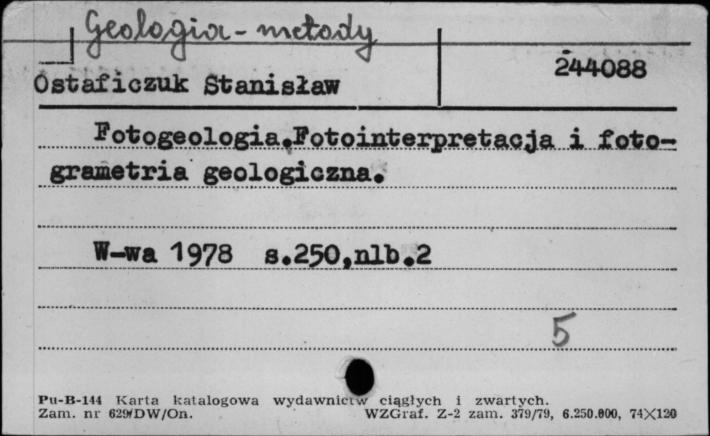 Geologia - metody
244088
Ostaficzuk Stanisław
Fotogeologia.Fotointerpretacja i foto-
grametria geologiczna.
W-wa 1978 s.250,nlb.2
5
Pu-B-144 Karta katalogowa wydawnictw ciągłych i zwartych.
Zam. nr 629/DW/On. WZGraf. Z-2 zam. 379/79, 6.250.000, 74X120